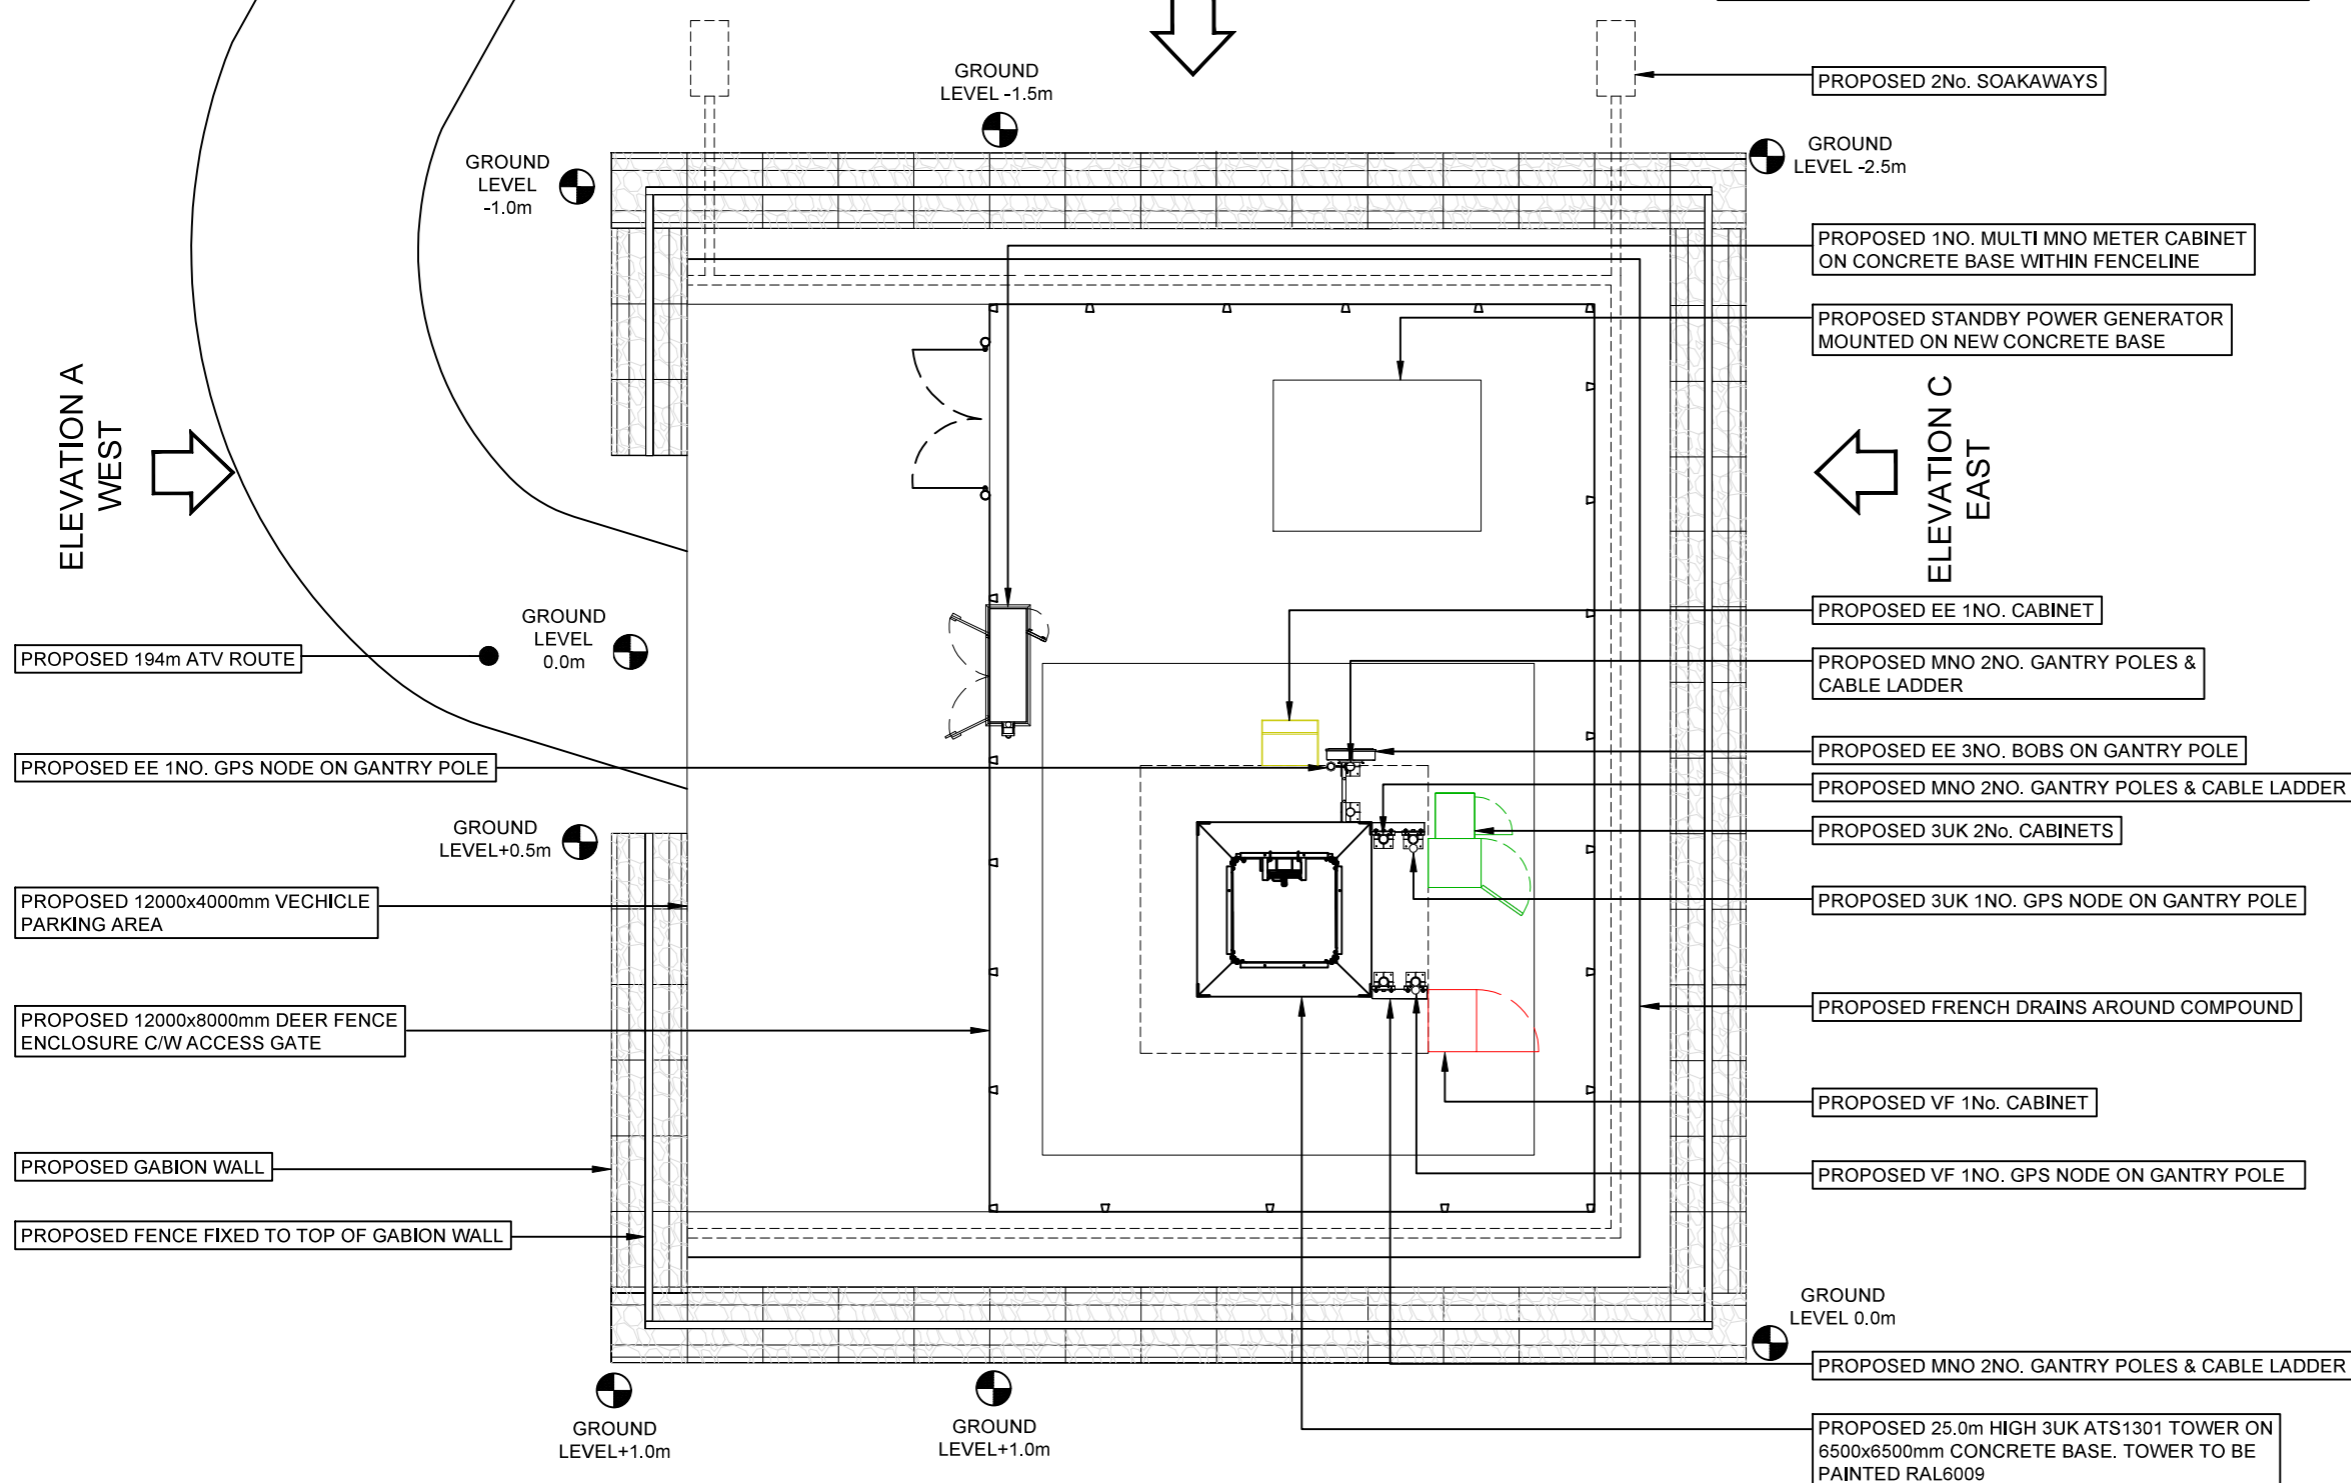 GROUND
LEVEL -1.5m
PROPOSED 2No. SOAKAWAYS
GROUND
LEVEL
-1.0m
GROUND
LEVEL -2.5m
PROPOSED 1NO. MULTI MNO METER CABINET
ON CONCRETE BASE WITHIN FENCELINE
PROPOSED STANDBY POWER GENERATOR
MOUNTED ON NEW CONCRETE BASE
ELEVATION A
WEST
ELEVATION C
EAST
GROUND
LEVEL
0.0m
PROPOSED 194m ATV ROUTE
PROPOSED EE 1NO. CABINET
PROPOSED MNO 2NO. GANTRY POLES &
CABLE LADDER
PROPOSED EE 1NO. GPS NODE ON GANTRY POLE
PROPOSED EE 3NO. BOBS ON GANTRY POLE
PROPOSED MNO 2NO. GANTRY POLES & CABLE LADDER
GROUND
LEVEL+0.5m
PROPOSED 3UK 2No. CABINETS
PROPOSED 12000x4000mm VECHICLE
PARKING AREA
PROPOSED 3UK 1NO. GPS NODE ON GANTRY POLE
PROPOSED 12000x8000mm DEER FENCE
ENCLOSURE C/W ACCESS GATE
PROPOSED FRENCH DRAINS AROUND COMPOUND
PROPOSED VF 1No. CABINET
PROPOSED GABION WALL
PROPOSED VF 1NO. GPS NODE ON GANTRY POLE
PROPOSED FENCE FIXED TO TOP OF GABION WALL
GROUND
LEVEL 0.0m
PROPOSED MNO 2NO. GANTRY POLES & CABLE LADDER
GROUND
LEVEL+1.0m
GROUND
LEVEL+1.0m
PROPOSED 25.0m HIGH 3UK ATS1301 TOWER ON
6500x6500mm CONCRETE BASE. TOWER TO BE
PAINTED RAL6009